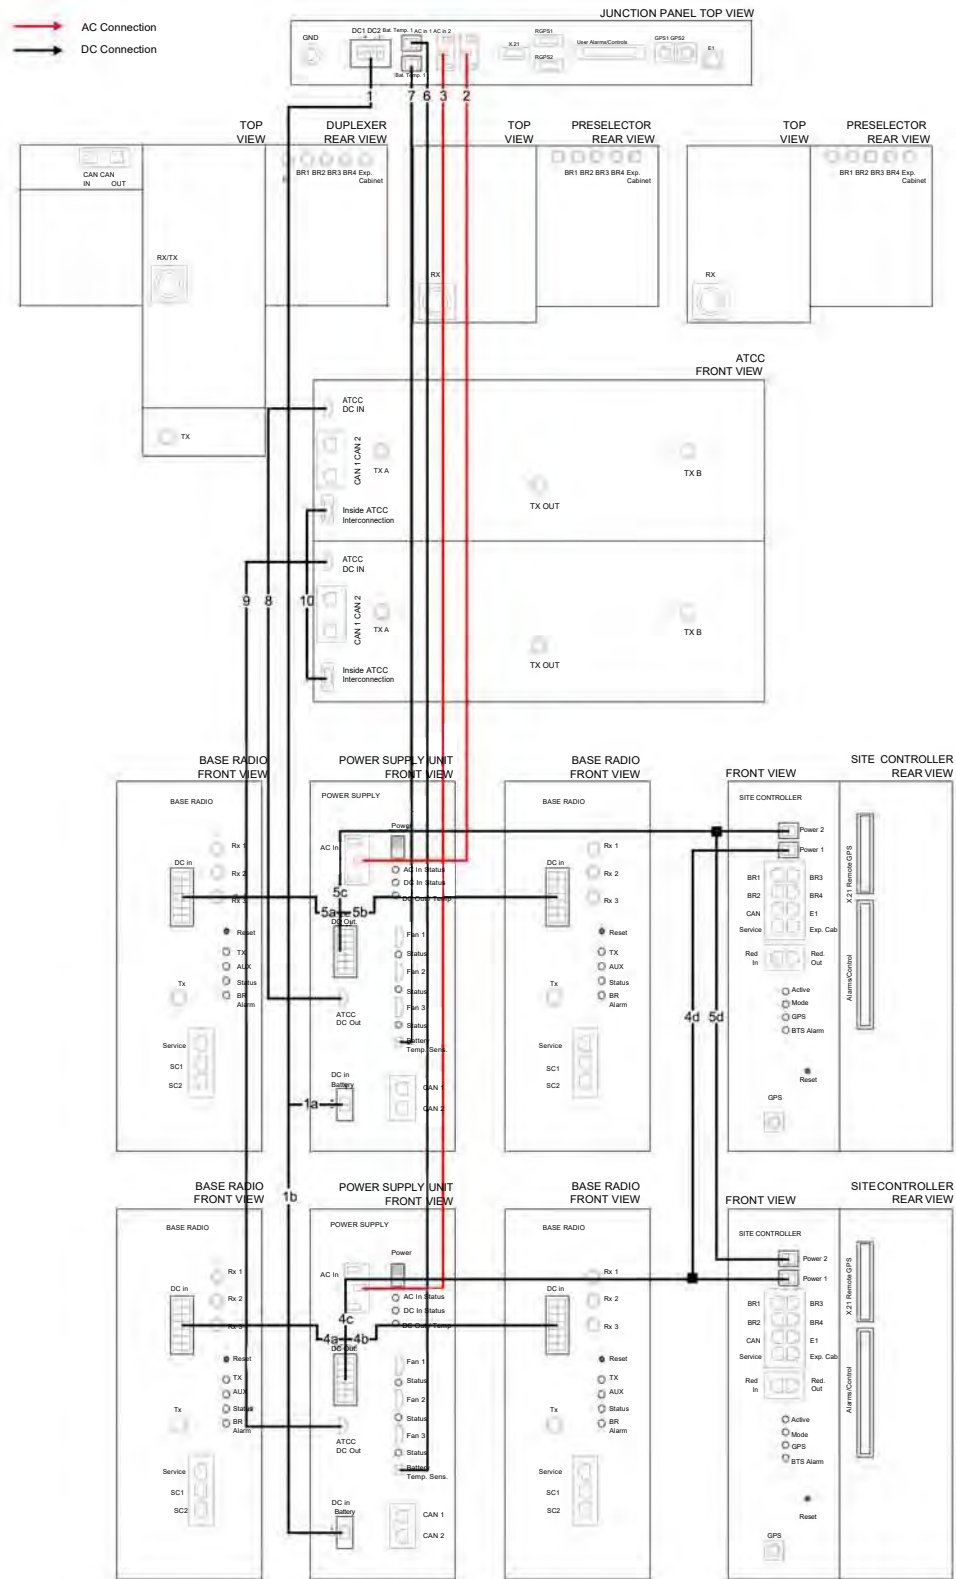 AC Connection
DC Connection
JUNCTION PANEL TOP VIEW
GND
DC1 DC2
Bat. Temp. 1
AC in 1 AC in 2
Bat. Temp. 1
X.21
RGPS1
RGPS2
User Alarms/Controls
GPS1 GPS2
E1
1
7
6
3
2
TOP
VIEW
DUPLEXER
REAR VIEW
TOP
VIEW
PRESELECTOR
REAR VIEW
TOP
VIEW
PRESELECTOR
REAR VIEW
CAN CAN
IN OUT
BR1 BR2 BR3 BR4 Exp.
Cabinet
BR1 BR2 BR3 BR4 Exp.
Cabinet
BR1 BR2 BR3 BR4 Exp.
Cabinet
RX/TX
RX
RX
TX
ATCC
FRONT VIEW
ATCC
DC IN
CAN 1 CAN 2
TX A
TX B
TX OUT
Inside ATCC
Interconnection
ATCC
DC IN
9
8
10
CAN 1 CAN 2
TX A
TX B
TX OUT
Inside ATCC
Interconnection
BASE RADIO
FRONT VIEW
POWER SUPPLY UNIT
FRONT VIEW
BASE RADIO
FRONT VIEW
FRONT VIEW
SITE CONTROLLER
REAR VIEW
BASE RADIO
Rx 1
DC in
Rx 2
Rx 3
Reset
TX
AUX
Status
BR
Alarm
Tx
Service
SC1
SC2
POWER SUPPLY
Power
AC In
AC In Status
DC In Status
DC Out/ Temp
5c
5a
5b
DC Out.
Fan 1
Status
Fan 2
Status
Fan 3
Status
ATCC
DC Out
Battery
Temp. Sens.
DC in
Battery
1a
CAN 1
CAN 2
BASE RADIO
Rx 1
DC in
Rx 2
Rx 3
Reset
TX
AUX
Status
BR
Alarm
Tx
Service
SC1
SC2
SITE CONTROLLER
Power 2
Power 1
BR1
BR3
BR2
BR4
CAN
E1
Service
Exp. Cab
Red
In
Red.
Out
Active
Mode
GPS
BTS Alarm
Reset
GPS
X.21 Remote GPS
Alarms/Control
4d
5d
1b
BASE RADIO
FRONT VIEW
POWER SUPPLY UNIT
FRONT VIEW
BASE RADIO
FRONT VIEW
FRONT VIEW
SITE CONTROLLER
REAR VIEW
BASE RADIO
Rx 1
DC in
Rx 2
Rx 3
Reset
TX
AUX
Status
BR
Alarm
Tx
Service
SC1
SC2
POWER SUPPLY
Power
AC In
AC In Status
DC In Status
DC Out/ Temp
4c
4a
4b
DC Out.
Fan 1
Status
Fan 2
Status
Fan 3
Status
ATCC
DC Out
Battery
Temp. Sens.
DC in
Battery
CAN 1
CAN 2
BASE RADIO
Rx 1
DC in
Rx 2
Rx 3
Reset
TX
AUX
Status
BR
Alarm
Tx
Service
SC1
SC2
SITE CONTROLLER
Power 2
Power 1
BR1
BR3
BR2
BR4
CAN
E1
Service
Exp. Cab
Red
In
Red.
Out
Active
Mode
GPS
BTS Alarm
Reset
GPS
X.21 Remote GPS
Alarms/Control